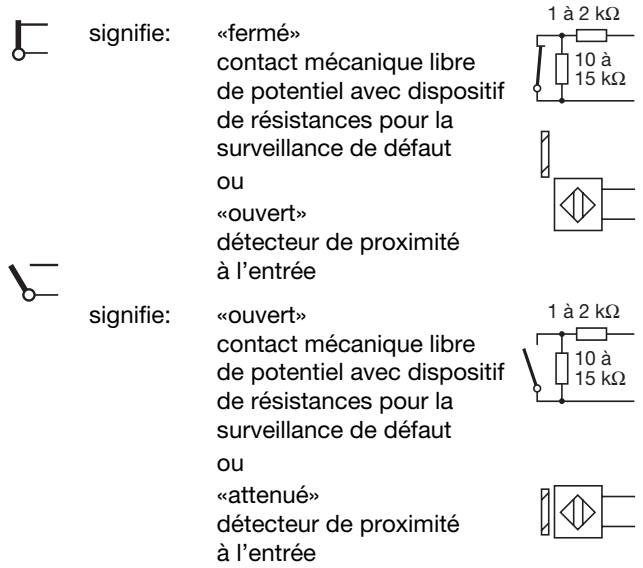 signifie: «fermé»
contact mécanique libre
de potentiel avec dispositif
de résistances pour la
surveillance de défaut
ou
«ouvert»
détecteur de proximité
à l'entrée
1 à 2 kΩ
10 à
15 kΩ
signifie: «ouvert»
contact mécanique libre
de potentiel avec dispositif
de résistances pour la
surveillance de défaut
ou
«attenué»
détecteur de proximité
à l'entrée
1 à 2 kΩ
10 à
15 kΩ